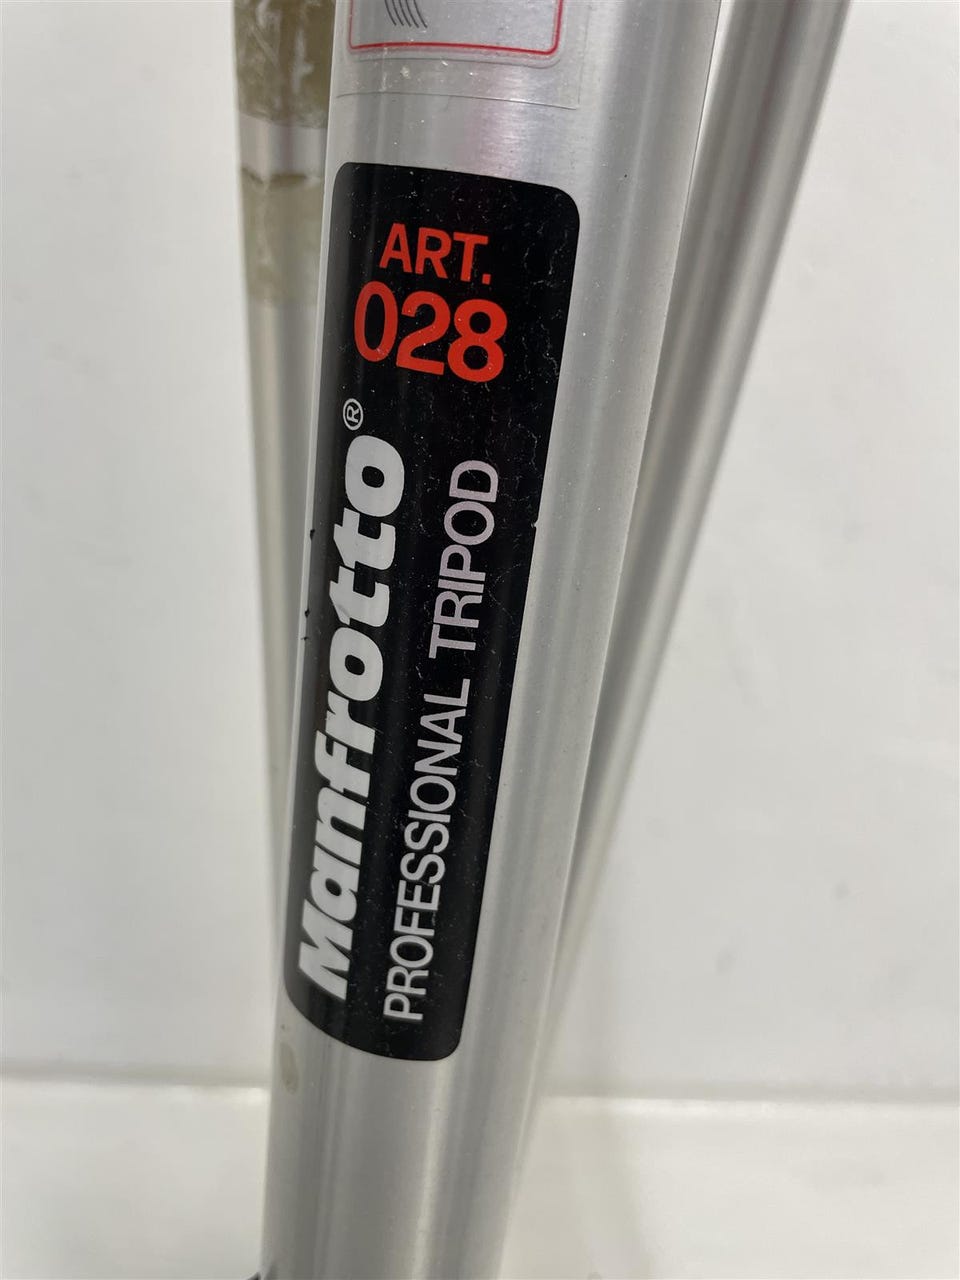 ART.
028
Manfrotto®
PROFESSIONAL TRIPOD